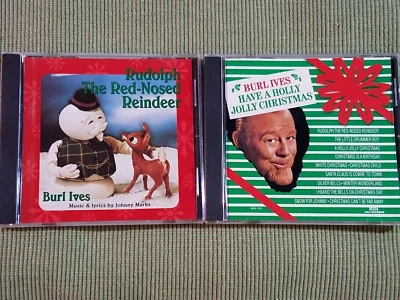 Rudolph
The Red-Nosed
Reindeer
Burl Ives
Music & lyrics by Johnny Marks
BURL IVES
HAVE A HOLLY
JOLLY CHRISTMAS
RUDOLPH THE RED-NOSED REINDEER
THE LITTLE DRUMMER BOY
A HOLLY JOLLY CHRISTMAS
CHRISTMAS IS A BIRTHDAY
WHITE CHRISTMAS • CHRISTMAS CHILD
SANTA CLAUS IS COMIN' TO TOWN
SILVER BELLS • WINTER WONDERLAND
I HEARD THE BELLS ON CHRISTMAS DAY
SNOW FOR JOHNNY • CHRISTMAS CAN'T BE FAR AWAY